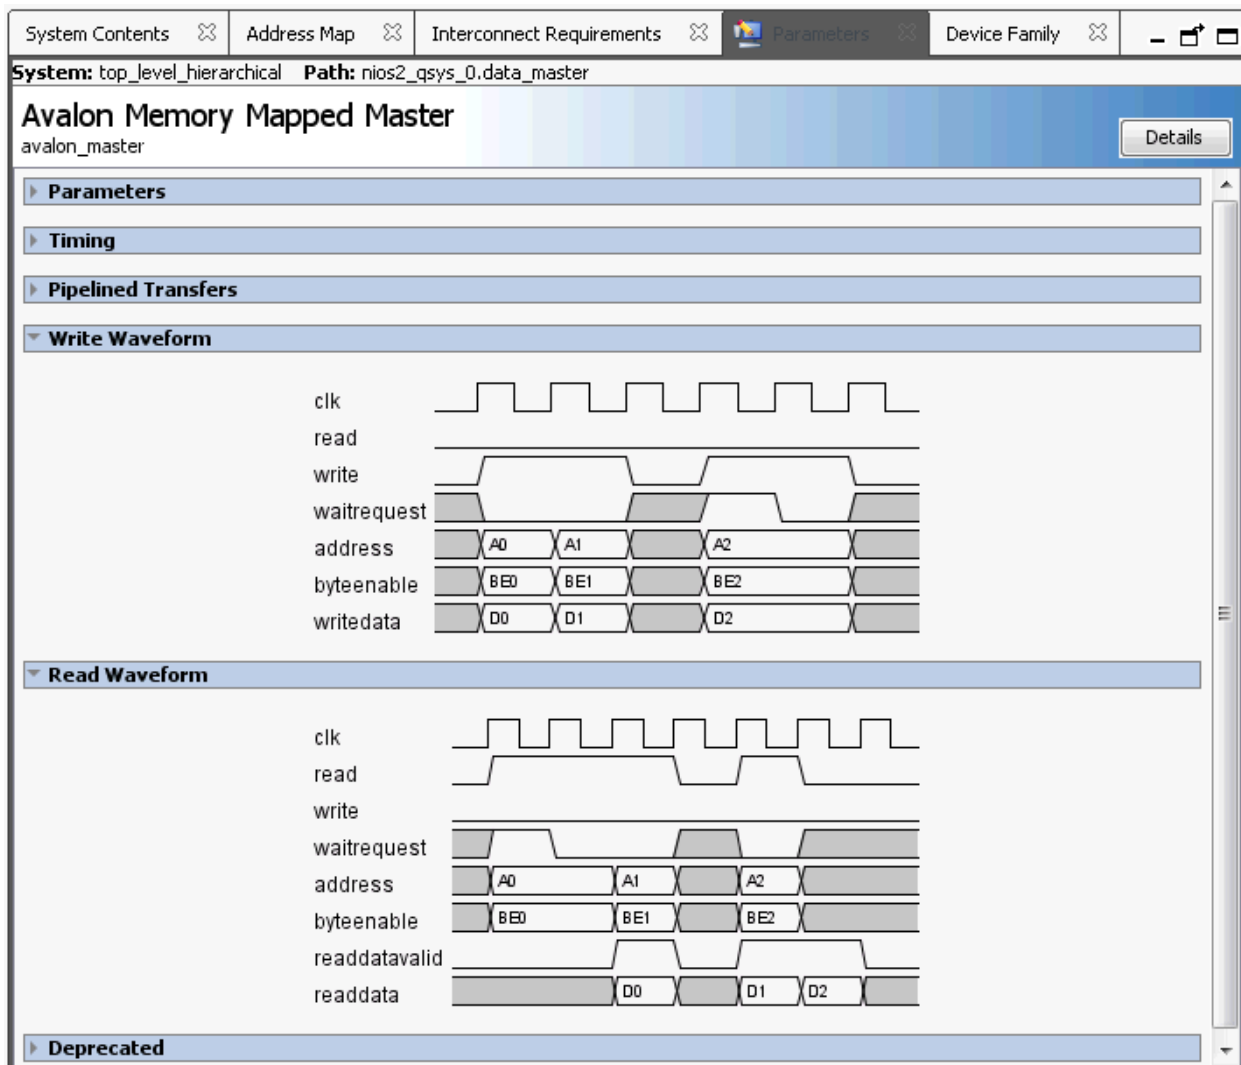 System Contents Address Map Interconnect Requirements Parameters Device Family
System: top_level_hierarchical Path: nios2_qsys_0.data_master
Avalon Memory Mapped Master
avalon_master
Details
Parameters
Timing
Pipelined Transfers
Write Waveform
clk
read
write
waitrequest
address A0 A1 A2
byteenable BE0 BE1 BE2
writedata D0 D1 D2
Read Waveform
clk
read
write
waitrequest
address A0 A1 A2
byteenable BE0 BE1 BE2
readdatavalid
readdata D0 D1 D2
Deprecated